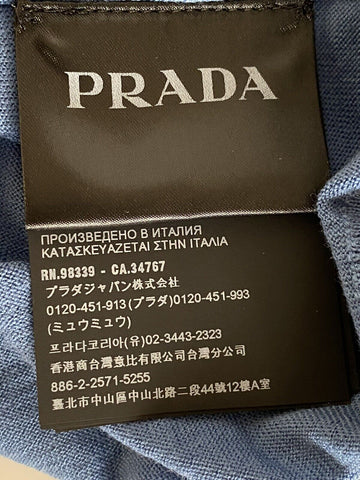 PRADA
ПРОИЗВЕДЕНО В ИТАЛИЯ
ΚΑΤΑΣΚΕΥΑΖΕΤΑΙ ΣΤΗΝ ΙΤΑΛΙΑ
RN.98339 - CA.34767
プラダジャパン株式会社
0120-451-913 (プラダ) 0120-451-993
(ミュウミュウ)
프라다코리아(유) 02-3443-2323
香港商台灣意比有限公司台灣分公司
886-2-2571-5255
臺北市中山區中山北路二段44號12樓A室